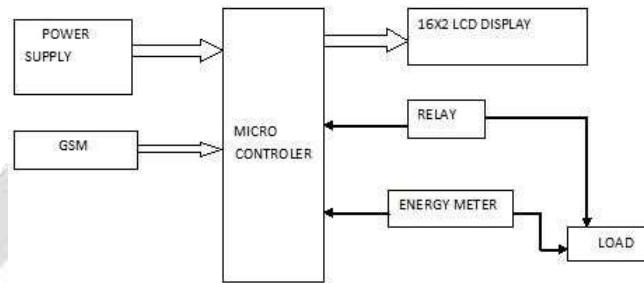 POWER
SUPPLY
16X2 LCD DISPLAY
GSM
MICRO
CONTROLER
RELAY
ENERGY METER
LOAD